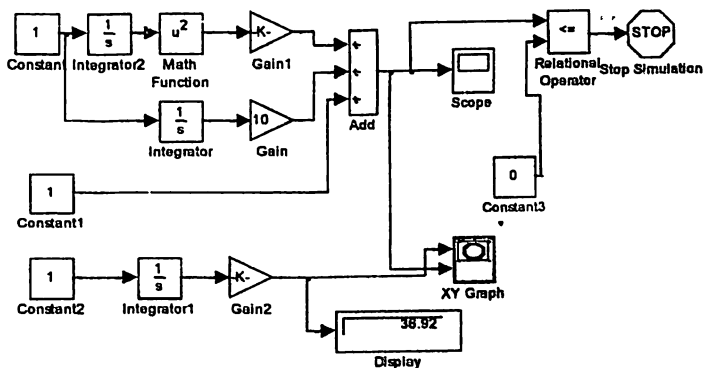 1
Constant
1
s
Integrator2
u2
Math
Function
-K-
Gain1
1
s
Integrator
10
Gain
Add
Scope
<=
Relational
Operator
STOP
Stop Simulation
1
Constant1
0
Constant3
1
Constant2
1
s
Integrator1
-K-
Gain2
XY Graph
36.92
Display